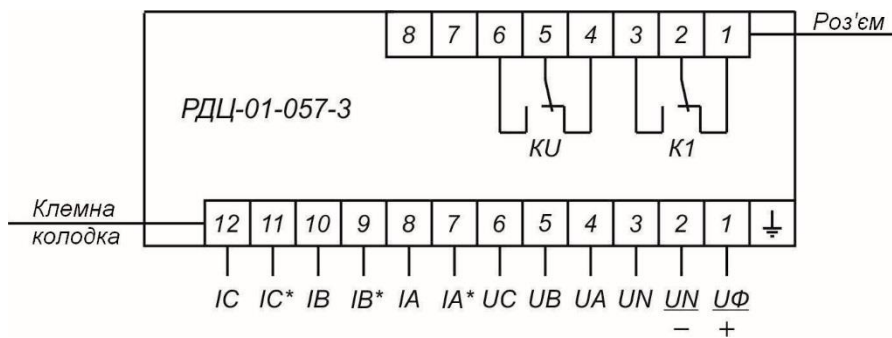 8 7 6 5 4 3 2 1
Роз'єм
РДЦ-01-057-3
КU К1
Клемна
колодка
12 11 10 9 8 7 6 5 4 3 2 1
IC IC* IB IB* IA IA* UC UB UA UN UN UФ
– +